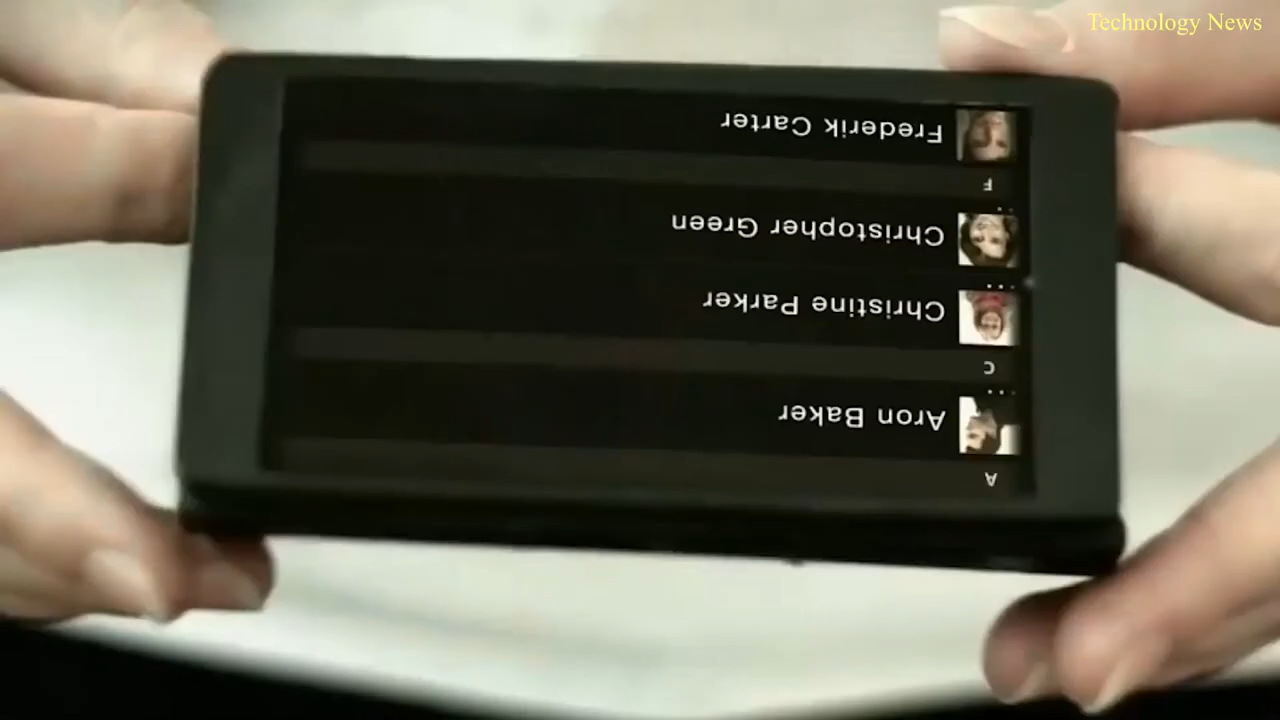 Technology News
A
Aron Baker
C
Christine Parker
Christopher Green
F
Frederik Carter